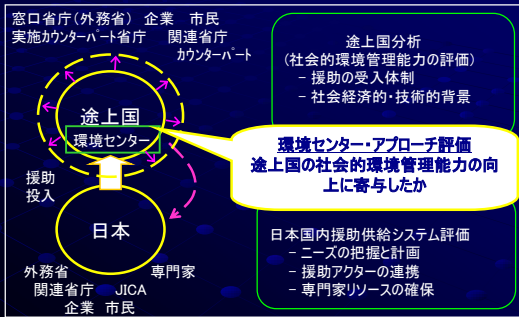 窓口省庁(外務省) 企業 市民
実施ｶｳﾝﾀｰﾊﾟｰﾄ省庁 関連省庁
ｶｳﾝﾀｰﾊﾟｰﾄ
途上国
環境センター
援助
投入
日本
外務省 専門家
関連省庁 JICA
企業 市民
途上国分析
(社会的環境管理能力の評価)
− 援助の受入体制
− 社会経済的・技術的背景
環境センター・アプローチ評価
途上国の社会的環境管理能力の向
上に寄与したか
日本国内援助供給システム評価
− ニーズの把握と計画
− 援助アクターの連携
− 専門家リソースの確保